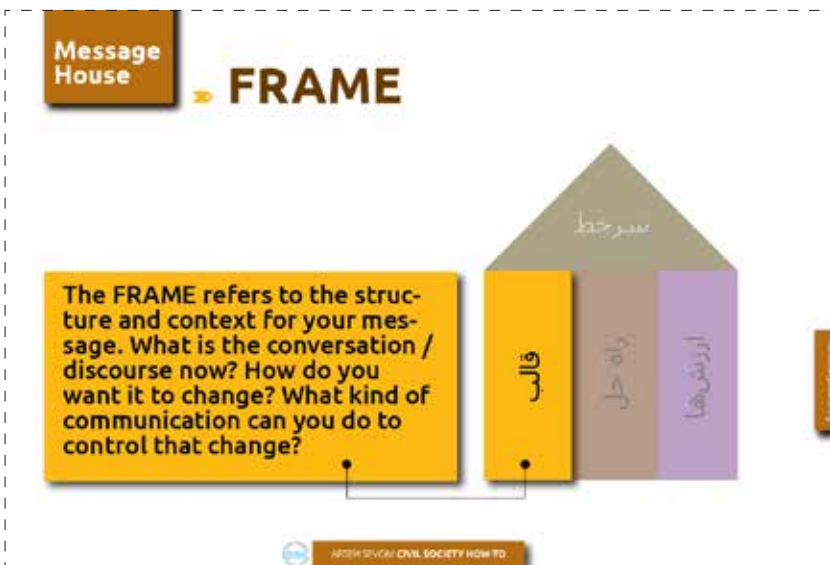 Message
House
FRAME
سرخط
The FRAME refers to the struc-
ture and context for your mes-
sage. What is the conversation /
discourse now? How do you
want it to change? What kind of
communication can you do to
control that change?
قالب
راه حل
ارزش‌ها
CIVIL SOCIETY HOW TO